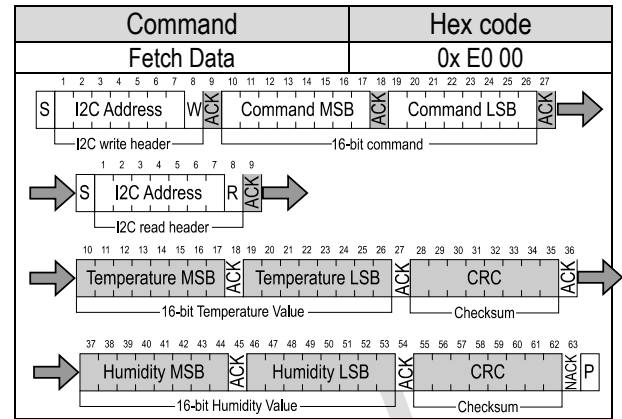 Command Hex code
Fetch Data 0x E0 00
1 2 3 4 5 6 7 8 9 10 11 12 13 14 15 16 17 18 19 20 21 22 23 24 25 26 27
S I2C Address W ACK Command MSB ACK Command LSB ACK
I2C write header 16-bit command
1 2 3 4 5 6 7 8 9
S I2C Address R ACK
I2C read header
10 11 12 13 14 15 16 17 18 19 20 21 22 23 24 25 26 27 28 29 30 31 32 33 34 35 36
Temperature MSB ACK Temperature LSB ACK CRC ACK
16-bit Temperature Value Checksum
37 38 39 40 41 42 43 44 45 46 47 48 49 50 51 52 53 54 55 56 57 58 59 60 61 62 63
Humidity MSB ACK Humidity LSB ACK CRC NACK P
16-bit Humidity Value Checksum